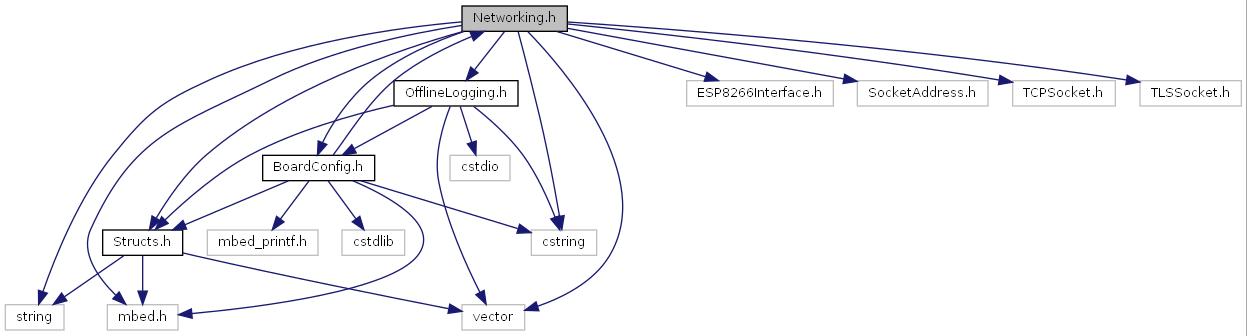 Networking.h
OfflineLogging.h
ESP8266Interface.h
SocketAddress.h
TCPSocket.h
TLSSocket.h
BoardConfig.h
cstdio
Structs.h
mbed_printf.h
cstdlib
cstring
string
mbed.h
vector